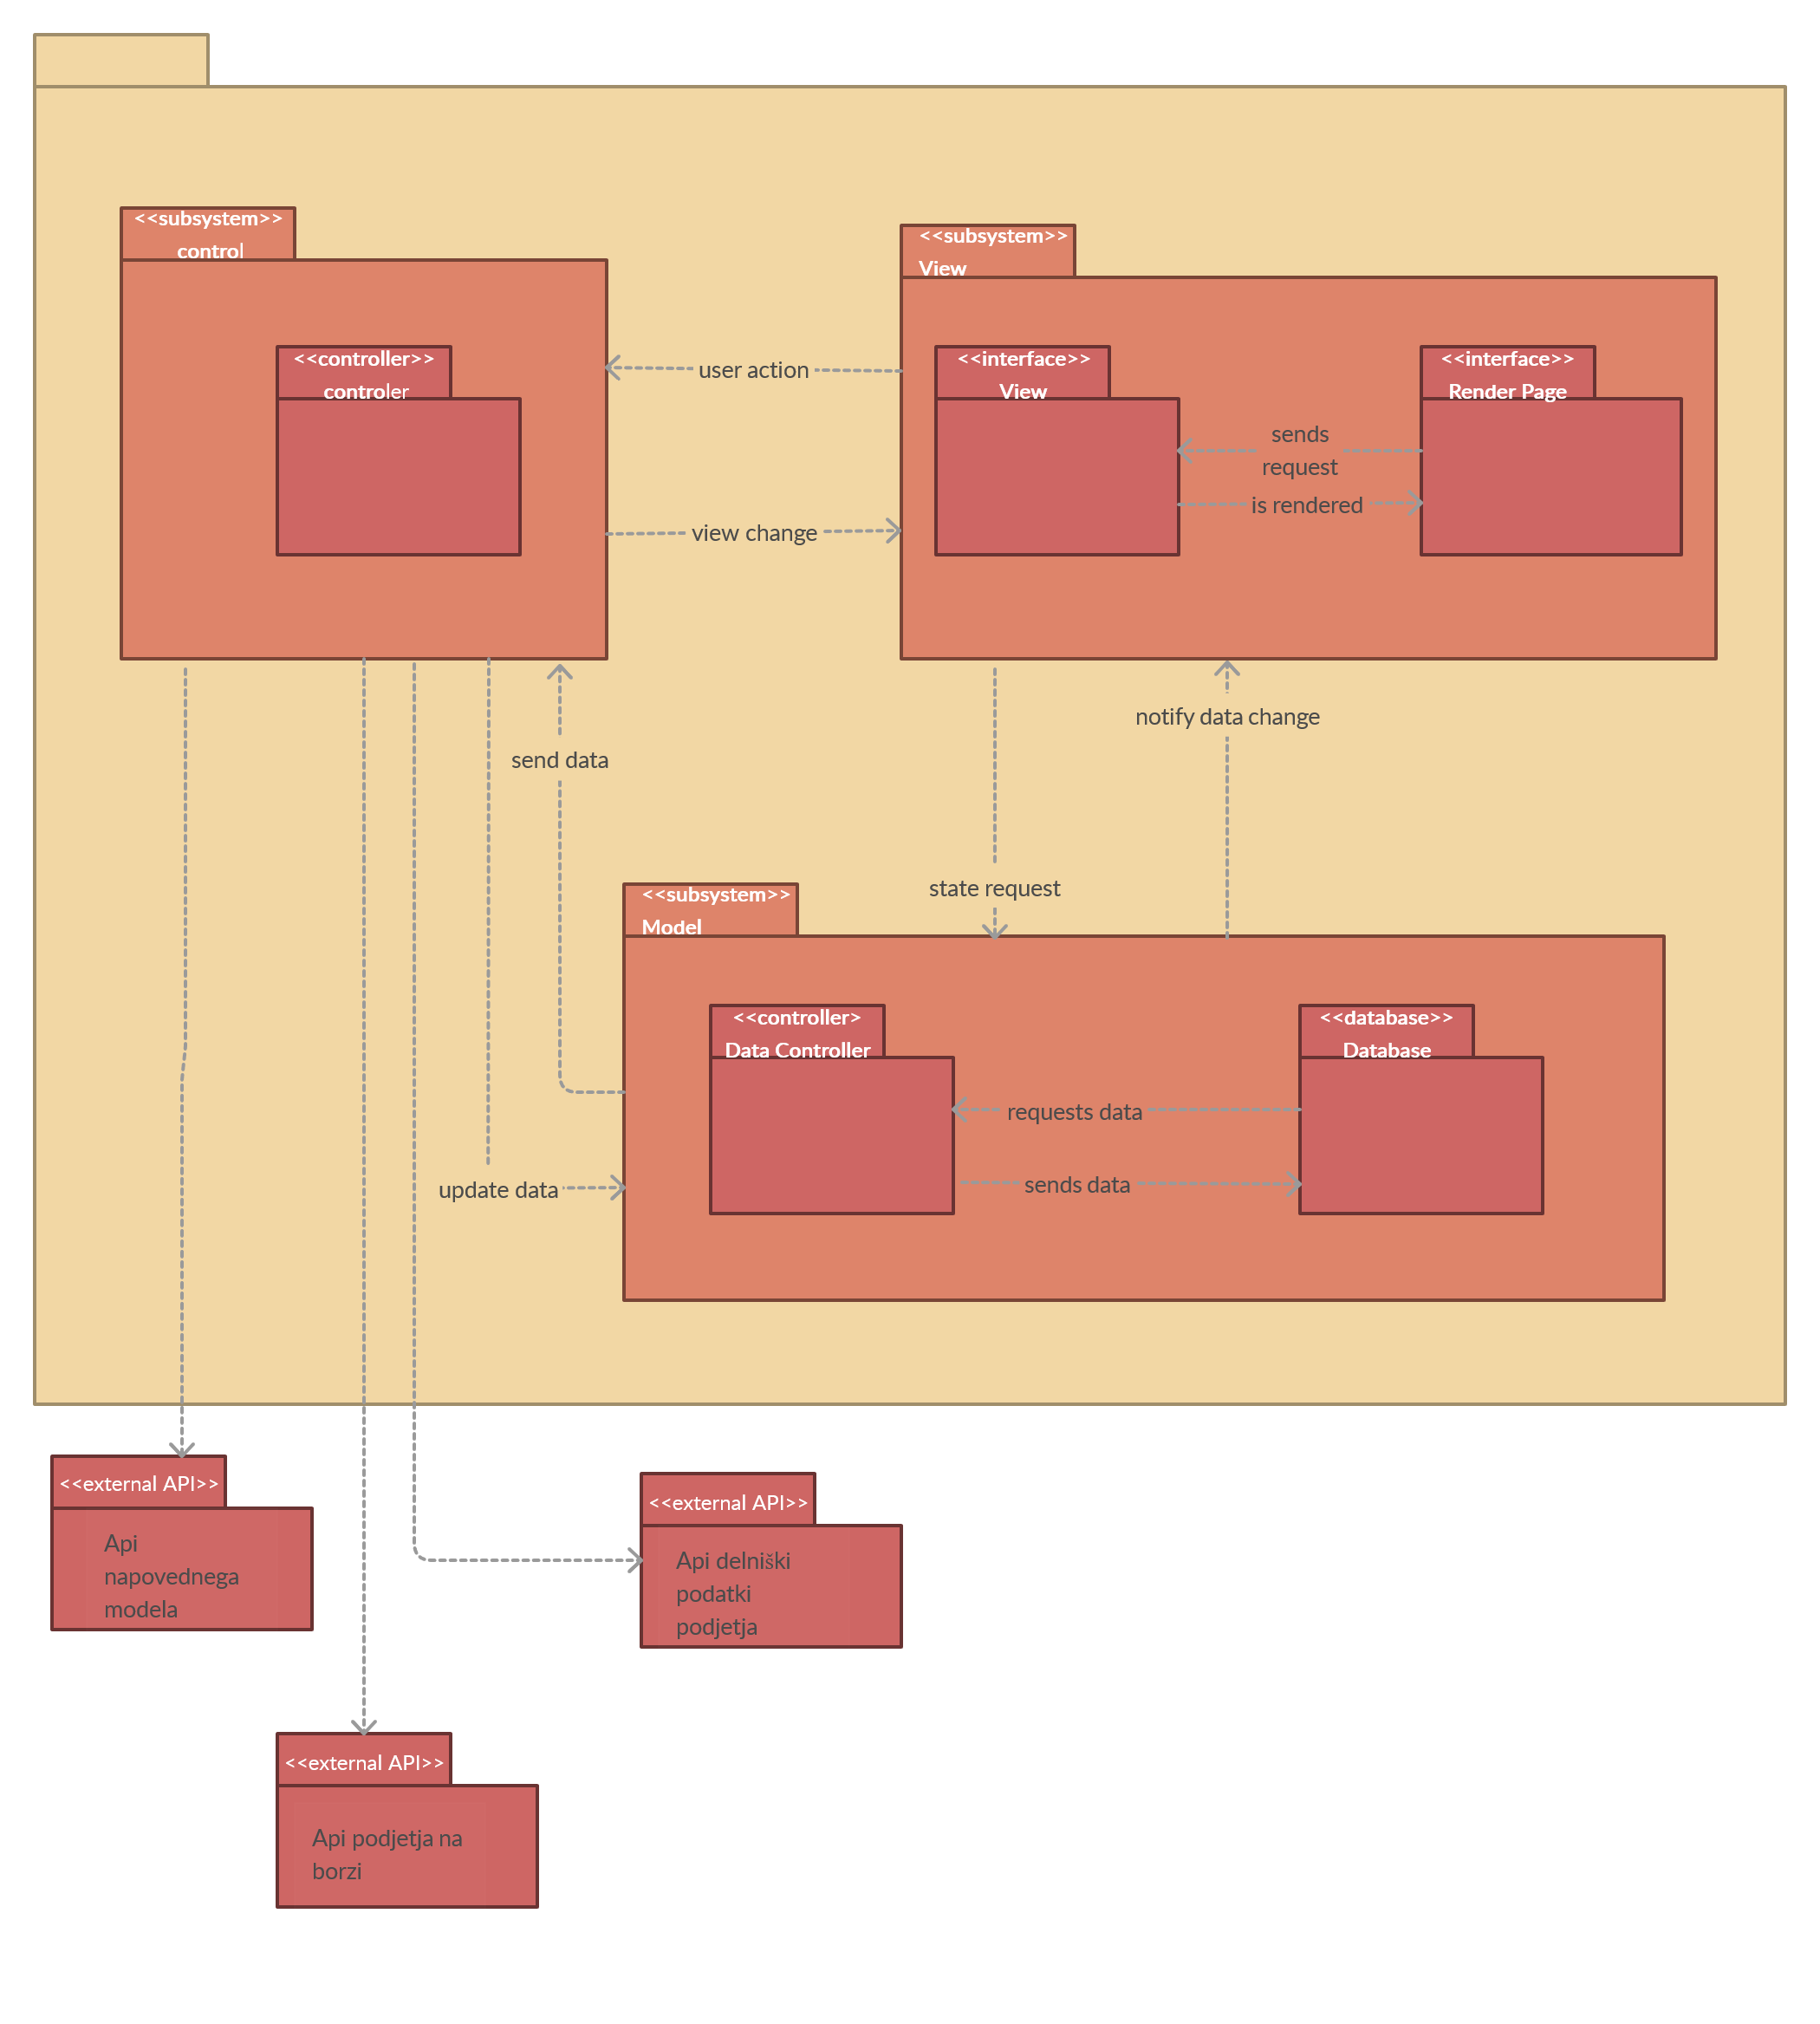 <<subsystem>>
control
<<controller>>
controler
user action
view change
<<subsystem>>
View
<<interface>>
View
<<interface>>
Render Page
sends
request
is rendered
send data
notify data change
state request
update data
<<subsystem>>
Model
<<controller>
Data Controller
<<database>>
Database
requests data
sends data
<<external API>>
Api
napovednega
modela
<<external API>>
Api delniški
podatki
podjetja
<<external API>>
Api podjetja na
borzi